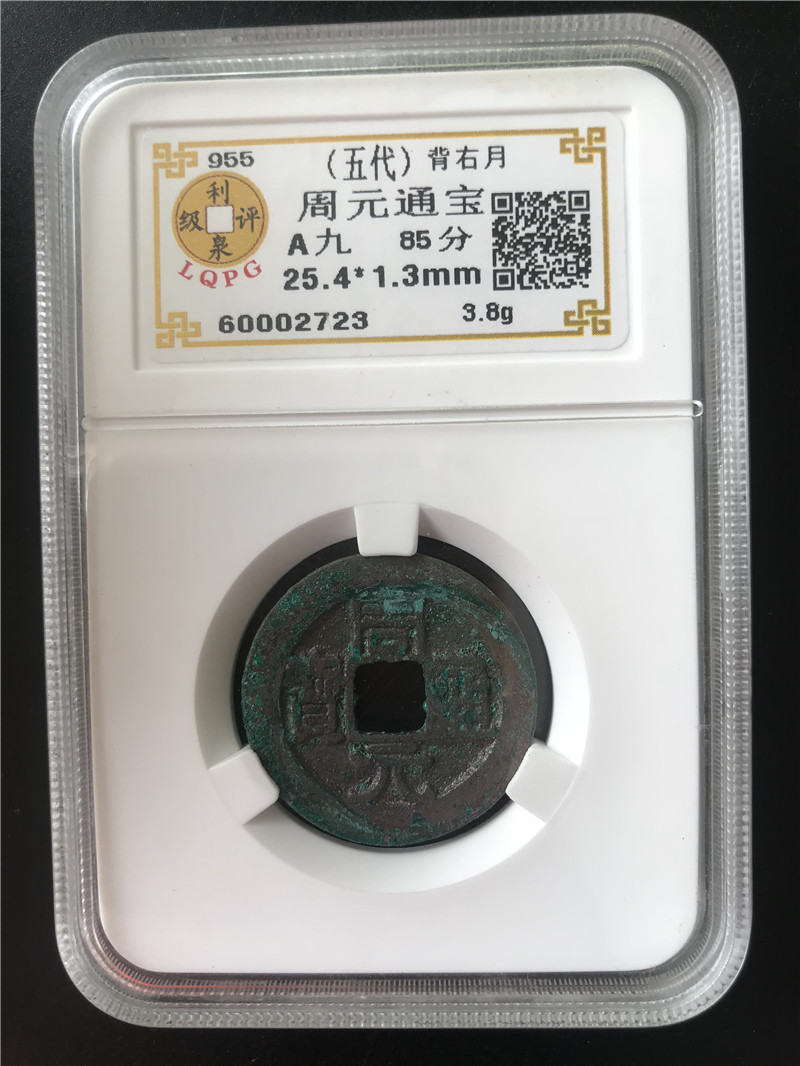 955 （五代）背右月
利泉评级
LQPG
周元通宝
A九 85分
25.4*1.3mm
60002723 3.8g
周元通寶